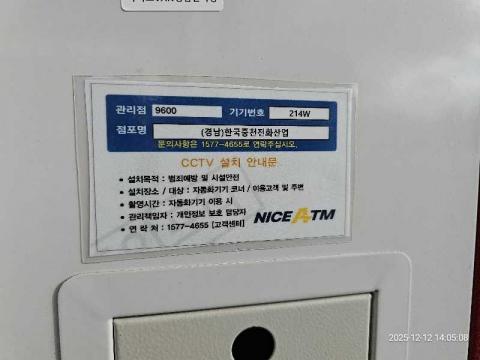 관리점 9600 기기번호 214W
점포명 (경남)한국중천전화산업
문의사항은 1577-4655로 연락주십시오.
CCTV 설치 안내문
• 설치목적 : 범죄예방 및 시설안전
• 설치장소 / 대상 : 자동화기기 코너 / 이용고객 및 주변
• 촬영시간 : 자동화기기 이용 시
• 관리책임자 : 개인정보 보호 담당자
• 연 락 처 : 1577-4655 [고객센터]
NICE ATM
2025-12-12 14:05:08